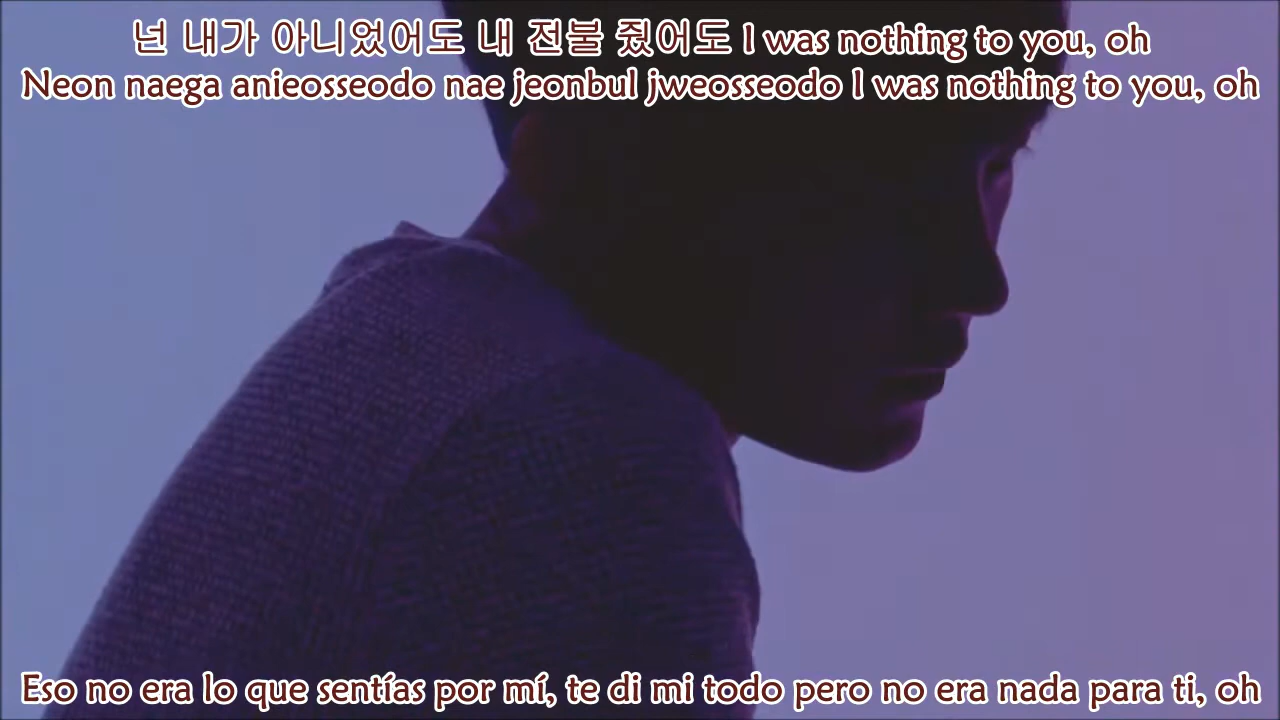 넌 내가 아니었어도 내 전불 줬어도 I was nothing to you, oh
Neon naega anieosseodo nae jeonbul jweosseodo I was nothing to you, oh
Eso no era lo que sentías por mí, te di mi todo pero no era nada para ti, oh